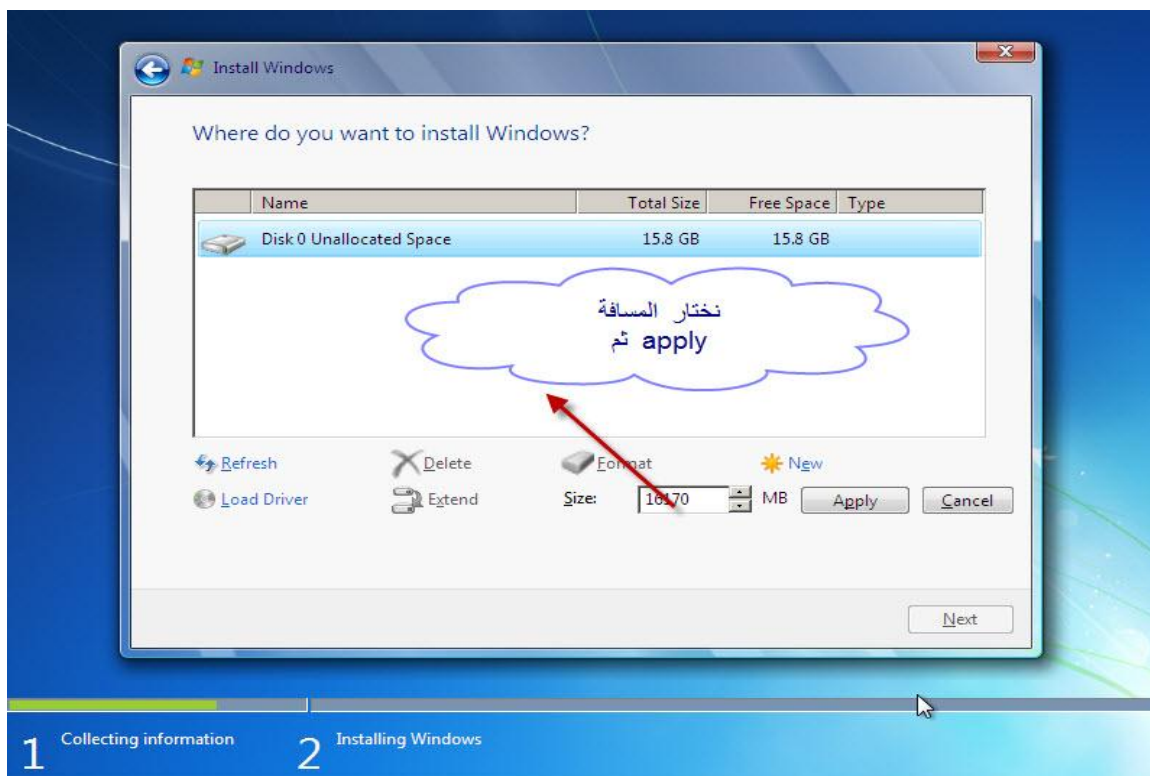 Install Windows
Where do you want to install Windows?
Name Total Size Free Space Type
Disk 0 Unallocated Space 15.8 GB 15.8 GB
نختار المسافة
ثم apply
Refresh Delete Format New
Load Driver Extend Size: 16170 MB Apply Cancel
Next
1 Collecting information 2 Installing Windows